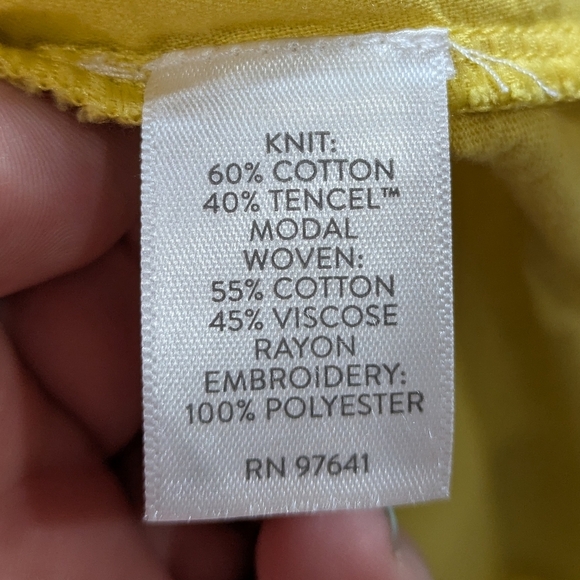 KNIT:
60% COTTON
40% TENCEL™
MODAL
WOVEN:
55% COTTON
45% VISCOSE
RAYON
EMBROIDERY:
100% POLYESTER
RN 97641